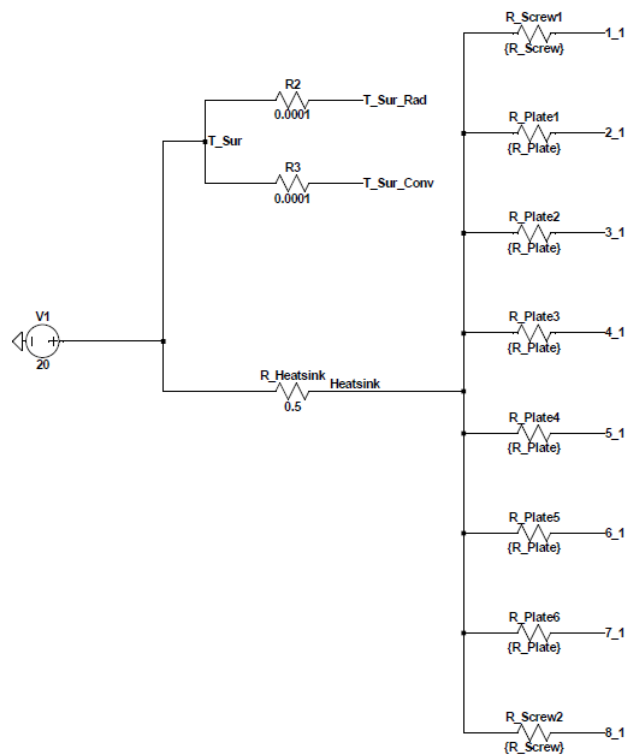 R_Screw1
1_1
{R_Screw}
R2
T_Sur_Rad
0.0001
R_Plate1
2_1
{R_Plate}
T_Sur
R3
T_Sur_Conv
0.0001
R_Plate2
3_1
{R_Plate}
V1
20
R_Plate3
4_1
{R_Plate}
R_Heatsink
Heatsink
0.5
R_Plate4
5_1
{R_Plate}
R_Plate5
6_1
{R_Plate}
R_Plate6
7_1
{R_Plate}
R_Screw2
8_1
{R_Screw}